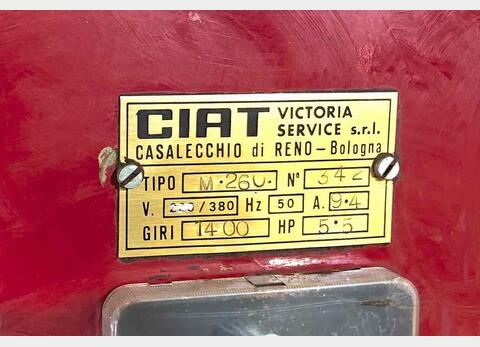 CIAT VICTORIA
SERVICE s.r.l.
CASALECCHIO di RENO - Bologna
TIPO M.260. N° 342
V. /380 Hz 50 A. 9.4
GIRI 1400 HP 5.5